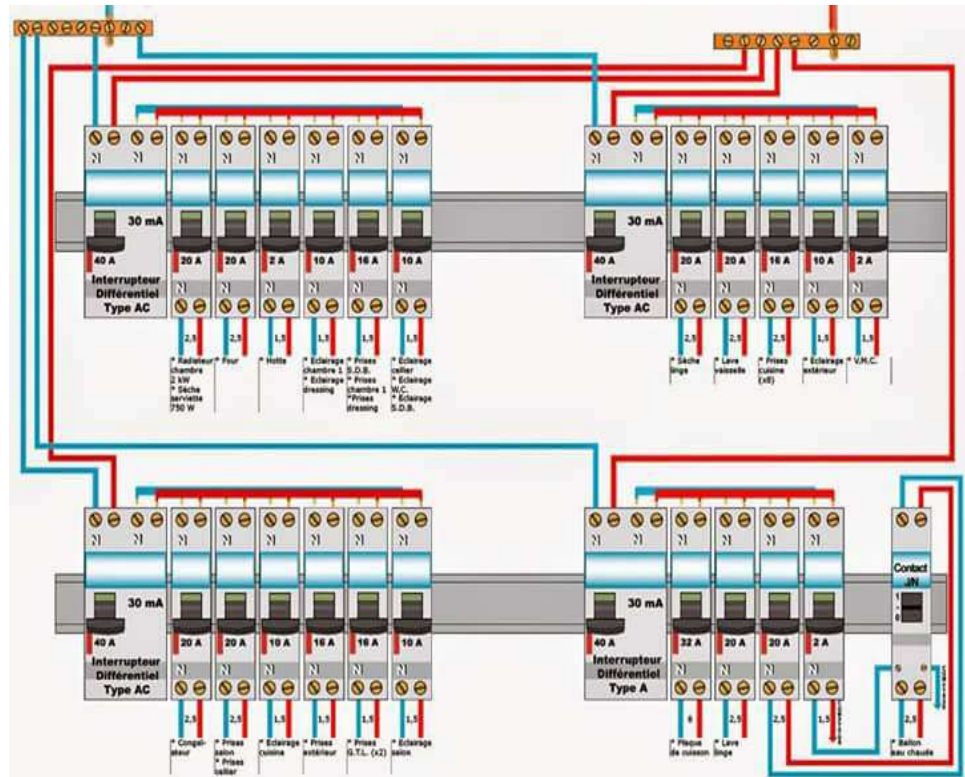 N N N N N N N N
30 mA
40 A 20 A 20 A 2 A 10 A 16 A 10 A
Interrupteur
Différentiel
Type AC
N N N N N N
2,5 2,5 1,5 1,5 1,5 1,5
* Radiateur
chambre
2 kW
* Sèche
serviette
750 W
* Four
* Hotte
* Eclairage
chambre 1
* Eclairage
dressing
* Prises
S.D.B.
* Prises
chambre 1
*Prises
dressing
* Eclairage
cellier
* Eclairage
W.C.
* Eclairage
S.D.B.
N N N N N N N
30 mA
40 A 20 A 20 A 16 A 10 A 2 A
Interrupteur
Différentiel
Type AC
N N N N N
2,5 2,5 2,5 1,5 1,5
* Sèche
linge
* Lave
vaisselle
* Prises
cuisine
(x8)
* Eclairage
extérieur
* V.M.C.
N N N N N N N N
30 mA
40 A 20 A 20 A 10 A 16 A 16 A 10 A
Interrupteur
Différentiel
Type AC
N N N N N N
2,5 2,5 1,5 1,5 1,5 1,5
* Congél-
ateur
* Prises
salon
* Prises
cellier
* Eclairage
cuisine
* Prises
extérieur
* Prises
G.T.L. (x2)
* Eclairage
salon
N N N N N N
30 mA
40 A 32 A 20 A 20 A 2 A
Interrupteur
Différentiel
Type A
N N N N
6 2,5 2,5 1,5
* Plaque
de cuisson
* Lave
linge
Contact
J/N
1
0
2,5
* Ballon
eau chaude